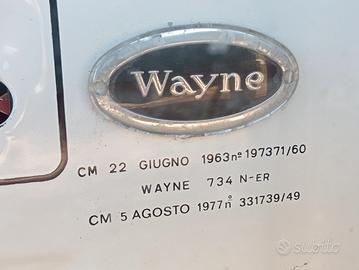 Wayne
CM 22 GIUGNO 1963 nº 197371/60
WAYNE 734 N-ER
CM 5 AGOSTO 1977 nº 331739/49
subito